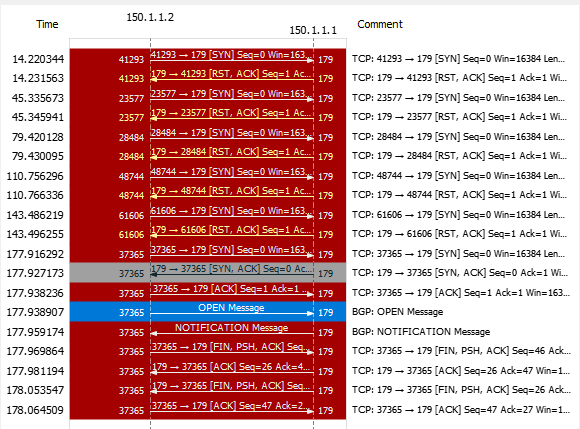 Time 150.1.1.2 150.1.1.1 Comment
14.220344 41293 41293 → 179 [SYN] Seq=0 Win=163... 179 TCP: 41293 → 179 [SYN] Seq=0 Win=16384 Len...
14.231563 41293 179 → 41293 [RST, ACK] Seq=1 Ac... 179 TCP: 179 → 41293 [RST, ACK] Seq=1 Ack=1 Wi...
45.335673 23577 23577 → 179 [SYN] Seq=0 Win=163... 179 TCP: 23577 → 179 [SYN] Seq=0 Win=16384 Len...
45.345941 23577 179 → 23577 [RST, ACK] Seq=1 Ac... 179 TCP: 179 → 23577 [RST, ACK] Seq=1 Ack=1 Wi...
79.420128 28484 28484 → 179 [SYN] Seq=0 Win=163... 179 TCP: 28484 → 179 [SYN] Seq=0 Win=16384 Len...
79.430095 28484 179 → 28484 [RST, ACK] Seq=1 Ac... 179 TCP: 179 → 28484 [RST, ACK] Seq=1 Ack=1 Wi...
110.756296 48744 48744 → 179 [SYN] Seq=0 Win=163... 179 TCP: 48744 → 179 [SYN] Seq=0 Win=16384 Len...
110.766336 48744 179 → 48744 [RST, ACK] Seq=1 Ac... 179 TCP: 179 → 48744 [RST, ACK] Seq=1 Ack=1 Wi...
143.486219 61606 61606 → 179 [SYN] Seq=0 Win=163... 179 TCP: 61606 → 179 [SYN] Seq=0 Win=16384 Len...
143.496255 61606 179 → 61606 [RST, ACK] Seq=1 Ac... 179 TCP: 179 → 61606 [RST, ACK] Seq=1 Ack=1 Wi...
177.916292 37365 37365 → 179 [SYN] Seq=0 Win=163... 179 TCP: 37365 → 179 [SYN] Seq=0 Win=16384 Len...
177.927173 37365 179 → 37365 [SYN, ACK] Seq=0 Ac... 179 TCP: 179 → 37365 [SYN, ACK] Seq=0 Ack=1 Wi...
177.938236 37365 37365 → 179 [ACK] Seq=1 Ack=1 ... 179 TCP: 37365 → 179 [ACK] Seq=1 Ack=1 Win=163...
177.938907 37365 OPEN Message 179 BGP: OPEN Message
177.959174 37365 NOTIFICATION Message 179 BGP: NOTIFICATION Message
177.969864 37365 37365 → 179 [FIN, PSH, ACK] Seq... 179 TCP: 37365 → 179 [FIN, PSH, ACK] Seq=46 Ack...
177.981194 37365 179 → 37365 [ACK] Seq=26 Ack=4... 179 TCP: 179 → 37365 [ACK] Seq=26 Ack=47 Win=1...
178.053547 37365 179 → 37365 [FIN, PSH, ACK] Seq... 179 TCP: 179 → 37365 [FIN, PSH, ACK] Seq=26 Ack...
178.064509 37365 37365 → 179 [ACK] Seq=47 Ack=2... 179 TCP: 37365 → 179 [ACK] Seq=47 Ack=27 Win=1...